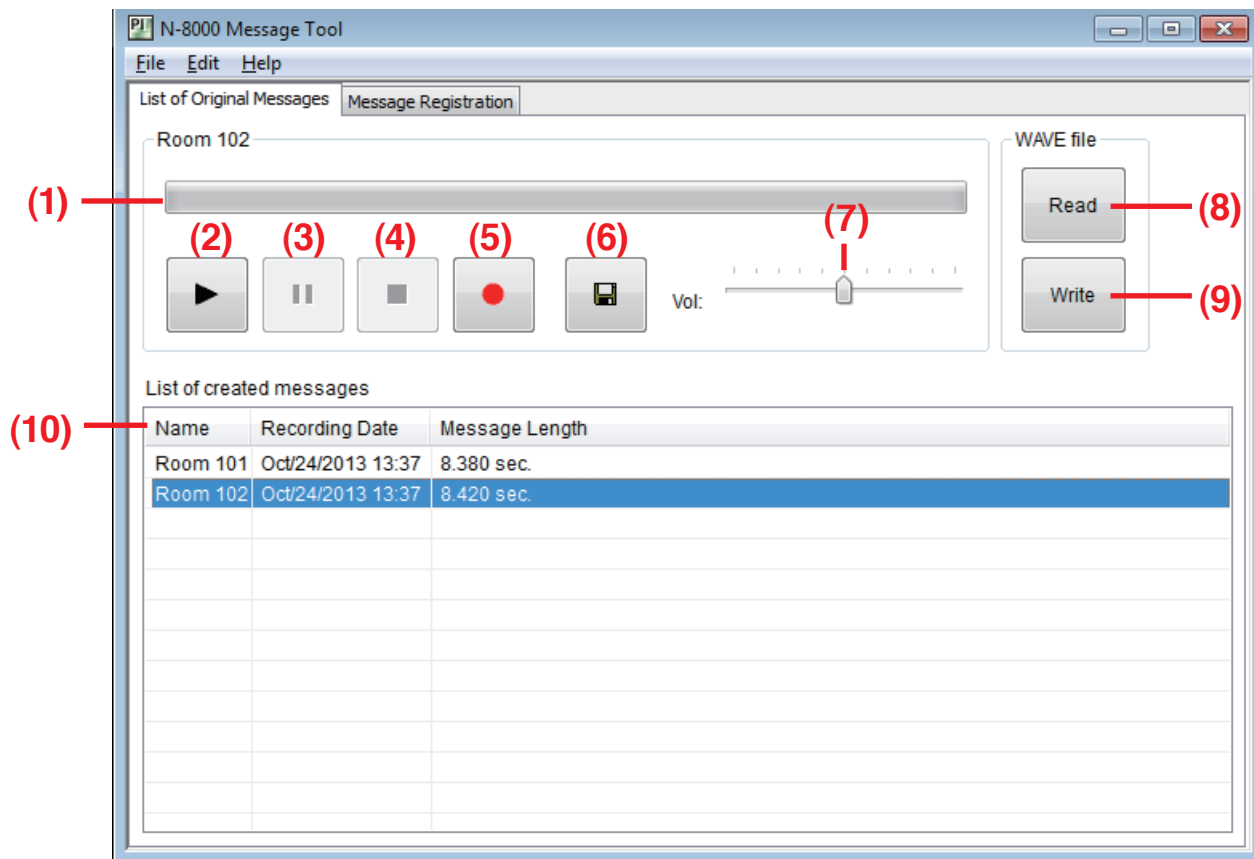 PI N-8000 Message Tool
File Edit Help
List of Original Messages Message Registration
Room 102 WAVE file
(1) (7) Read (8)
(2) (3) (4) (5) (6)
Vol: Write (9)
List of created messages
(10) Name Recording Date Message Length
Room 101 Oct/24/2013 13:37 8.380 sec.
Room 102 Oct/24/2013 13:37 8.420 sec.